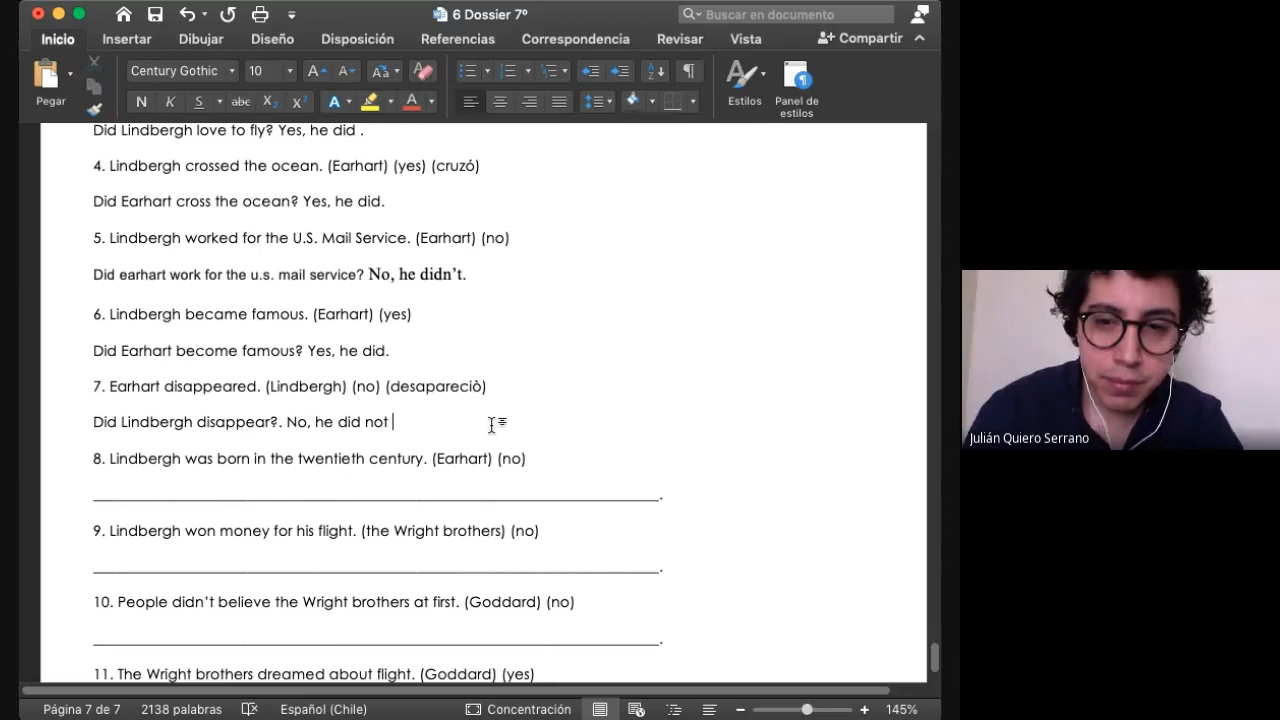 6 Dossier 7º
Buscar en documento
Inicio Insertar Dibujar Diseño Disposición Referencias Correspondencia Revisar Vista Compartir
Pegar Century Gothic 10 Estilos Panel de estilos
N K S abc X₂ X² A A
Did Lindbergh love to fly? Yes, he did .
4. Lindbergh crossed the ocean. (Earhart) (yes) (cruzó)
Did Earhart cross the ocean? Yes, he did.
5. Lindbergh worked for the U.S. Mail Service. (Earhart) (no)
Did earhart work for the u.s. mail service? No, he didn't.
6. Lindbergh became famous. (Earhart) (yes)
Did Earhart become famous? Yes, he did.
7. Earhart disappeared. (Lindbergh) (no) (desapareciò)
Did Lindbergh disappear?. No, he did not
8. Lindbergh was born in the twentieth century. (Earhart) (no)
9. Lindbergh won money for his flight. (the Wright brothers) (no)
10. People didn't believe the Wright brothers at first. (Goddard) (no)
11. The Wright brothers dreamed about flight. (Goddard) (yes)
Página 7 de 7 2138 palabras Español (Chile) Concentración 145%
Julián Quiero Serrano